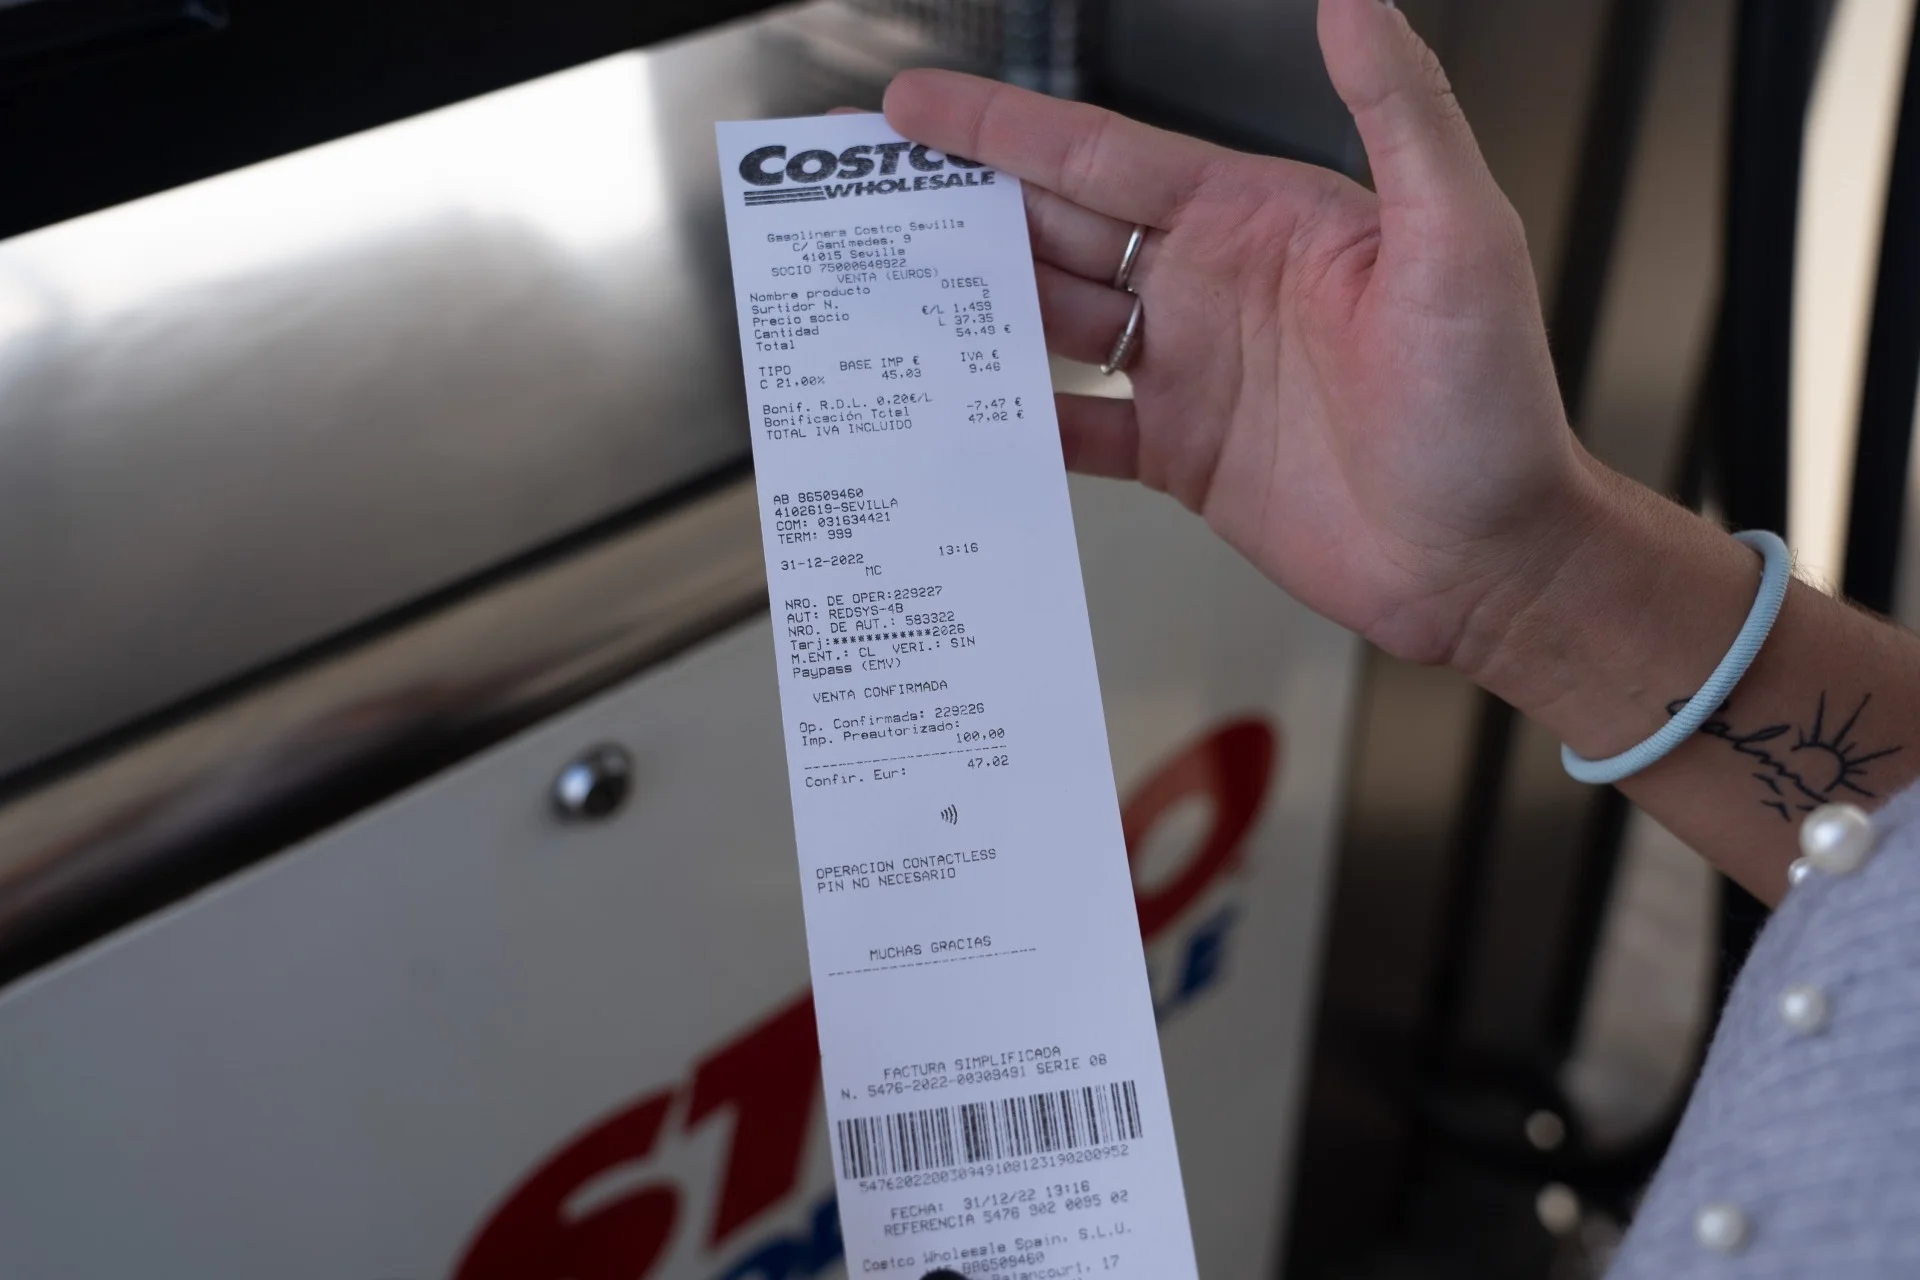 COSTCO
WHOLESALE
Gasolinera Costco Sevilla
C/ Ganimedes, 9
41015 Sevilla
SOCIO 75000648922
VENTA (EUROS)
Nombre producto DIESEL
Surtidor N. 2
Precio socio €/L 1,459
Cantidad L 37.35
Total 54.49 €
TIPO BASE IMP € IVA €
C 21.00% 45.03 9.46
Bonif. R.D.L. 0,20€/L
Bonificación Total -7,47 €
TOTAL IVA INCLUIDO 47.02 €
AB 86509460
4102619-SEVILLA
COM: 031634421
TERM: 999
31-12-2022 13:16
MC
NRO. DE OPER:229227
AUT: REDSYS-4B
NRO. DE AUT.: 583322
Tarj:************2026
M.ENT.: CL VERI.: SIN
Paypass (EMV)
VENTA CONFIRMADA
Op. Confirmada: 229226
Imp. Preautorizado:
100,00
Confir. Eur: 47.02
OPERACION CONTACTLESS
PIN NO NECESARIO
MUCHAS GRACIAS
FACTURA SIMPLIFICADA
N. 5476-2022-00309491 SERIE 08
547620220030949108123190200952
FECHA: 31/12/22 13:16
REFERENCIA 5476 902 0095 02
Costco Wholesale Spain, S.L.U.
B86509460
Betancourt, 17
Calma